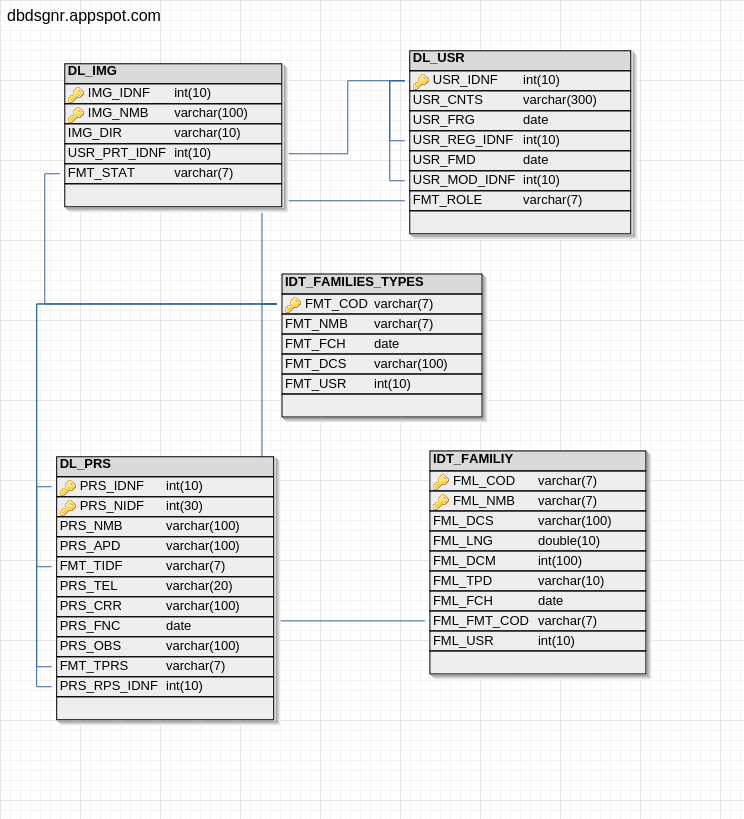 dbdsgnr.appspot.com
DL_IMG
IMG_IDNF int(10)
IMG_NMB varchar(100)
IMG_DIR varchar(10)
USR_PRT_IDNF int(10)
FMT_STAT varchar(7)
DL_USR
USR_IDNF int(10)
USR_CNTS varchar(300)
USR_FRG date
USR_REG_IDNF int(10)
USR_FMD date
USR_MOD_IDNF int(10)
FMT_ROLE varchar(7)
IDT_FAMILIES_TYPES
FMT_COD varchar(7)
FMT_NMB varchar(7)
FMT_FCH date
FMT_DCS varchar(100)
FMT_USR int(10)
DL_PRS
PRS_IDNF int(10)
PRS_NIDF int(30)
PRS_NMB varchar(100)
PRS_APD varchar(100)
FMT_TIDF varchar(7)
PRS_TEL varchar(20)
PRS_CRR varchar(100)
PRS_FNC date
PRS_OBS varchar(100)
FMT_TPRS varchar(7)
PRS_RPS_IDNF int(10)
IDT_FAMILIY
FML_COD varchar(7)
FML_NMB varchar(7)
FML_DCS varchar(100)
FML_LNG double(10)
FML_DCM int(100)
FML_TPD varchar(10)
FML_FCH date
FML_FMT_COD varchar(7)
FML_USR int(10)